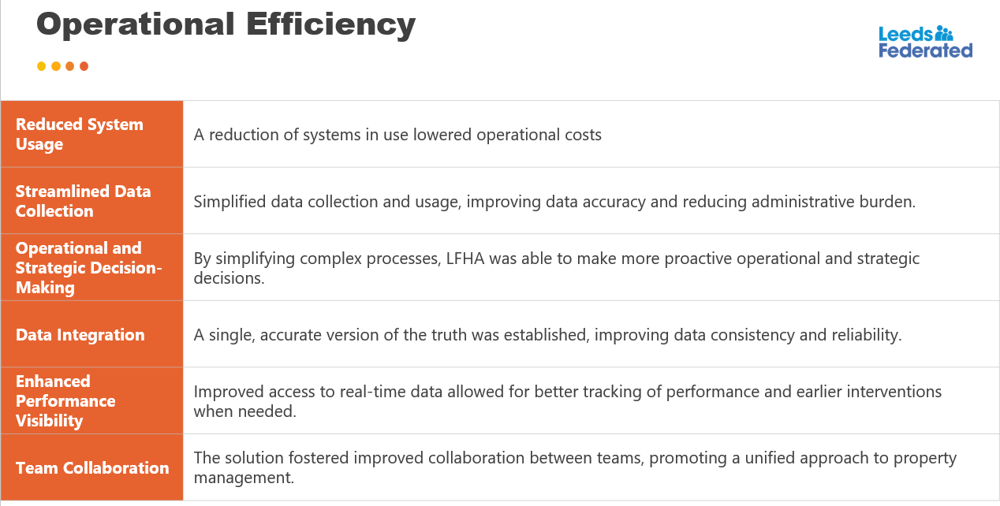 Operational Efficiency
Leeds
Federated
Reduced System
Usage
A reduction of systems in use lowered operational costs
Streamlined Data
Collection
Simplified data collection and usage, improving data accuracy and reducing administrative burden.
Operational and
Strategic Decision-
Making
By simplifying complex processes, LFHA was able to make more proactive operational and strategic
decisions.
Data Integration
A single, accurate version of the truth was established, improving data consistency and reliability.
Enhanced
Performance
Visibility
Improved access to real-time data allowed for better tracking of performance and earlier interventions
when needed.
Team Collaboration
The solution fostered improved collaboration between teams, promoting a unified approach to property
management.